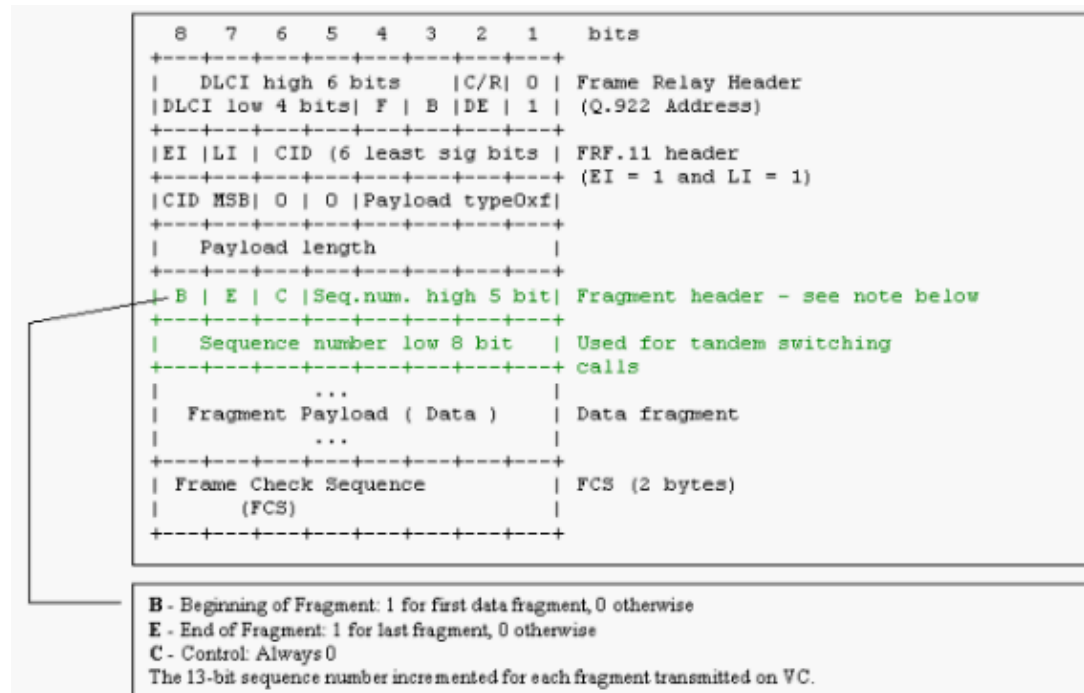 8 7 6 5 4 3 2 1 bits
+---+---+---+---+---+---+---+---+
| DLCI high 6 bits |C/R| 0 | Frame Relay Header
|DLCI low 4 bits| F | B |DE | 1 | (Q.922 Address)
+---+---+---+---+---+---+---+---+
|EI |LI | CID (6 least sig bits | FRF.11 header
+---+---+---+---+---+---+---+---+ (EI = 1 and LI = 1)
|CID MSB| 0 | 0 |Payload type0xf|
+---+---+---+---+---+---+---+---+
| Payload length |
+---+---+---+---+---+---+---+---+
| B | E | C |Seq.num. high 5 bit| Fragment header - see note below
+---+---+---+---+---+---+---+---+
| Sequence number low 8 bit | Used for tandem switching
+---+---+---+---+---+---+---+---+ calls
| ... |
| Fragment Payload ( Data ) | Data fragment
| ... |
+---+---+---+---+---+---+---+---+
| Frame Check Sequence | FCS (2 bytes)
| (FCS) |
+---+---+---+---+---+---+---+---+
B - Beginning of Fragment: 1 for first data fragment, 0 otherwise
E - End of Fragment: 1 for last fragment, 0 otherwise
C - Control: Always 0
The 13-bit sequence number incremented for each fragment transmitted on VC.